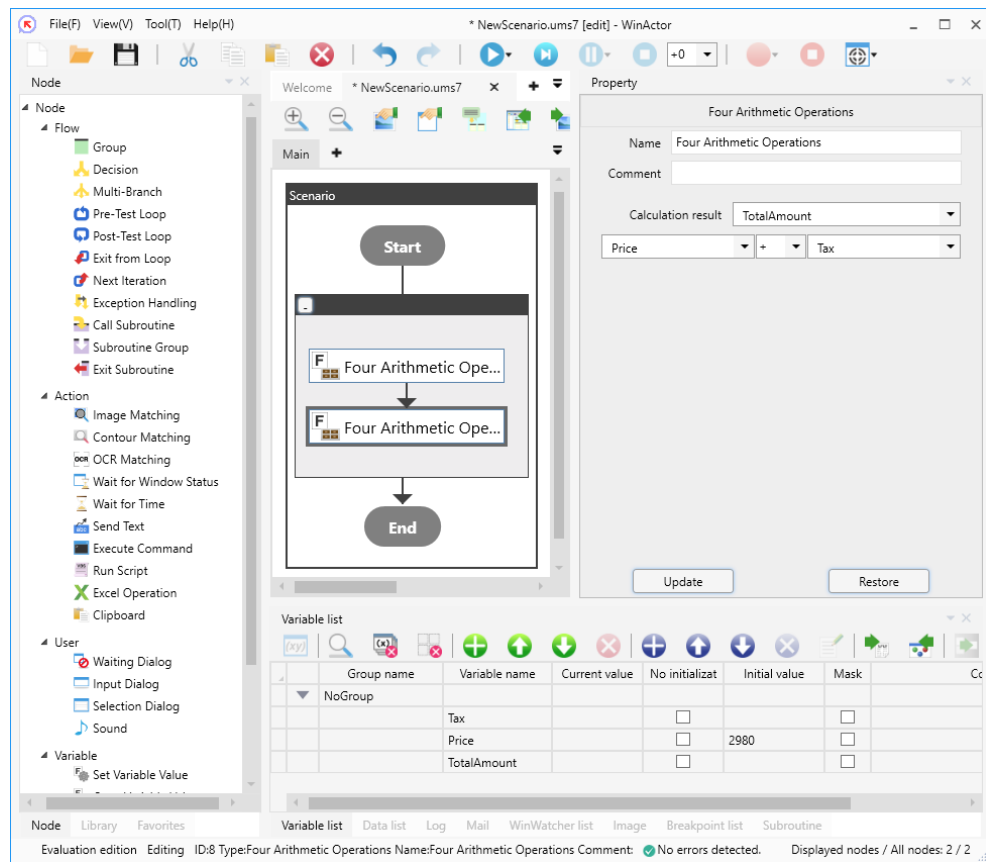 File(F) View(V) Tool(T) Help(H) * NewScenario.ums7 [edit] - WinActor
+0
Node
Node
Flow
Group
Decision
Multi-Branch
Pre-Test Loop
Post-Test Loop
Exit from Loop
Next Iteration
Exception Handling
Call Subroutine
Subroutine Group
Exit Subroutine
Action
Image Matching
Contour Matching
OCR OCR Matching
Wait for Window Status
Wait for Time
Send Text
Execute Command
Run Script
Excel Operation
Clipboard
User
Waiting Dialog
Input Dialog
Selection Dialog
Sound
Variable
Set Variable Value
Node Library Favorites
Welcome * NewScenario.ums7
Main
Scenario
Start
F Four Arithmetic Ope...
F Four Arithmetic Ope...
End
Property
Four Arithmetic Operations
Name Four Arithmetic Operations
Comment
Calculation result TotalAmount
Price + Tax
Update Restore
Variable list
Group name Variable name Current value No initializat Initial value Mask Cc
NoGroup
Tax
Price 2980
TotalAmount
Variable list Data list Log Mail WinWatcher list Image Breakpoint list Subroutine
Evaluation edition Editing ID:8 Type:Four Arithmetic Operations Name:Four Arithmetic Operations Comment: No errors detected. Displayed nodes / All nodes: 2 / 2